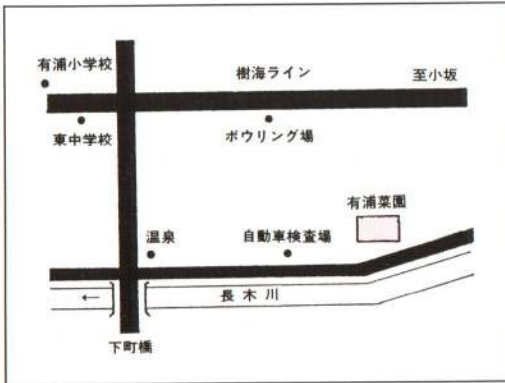 有浦小学校
樹海ライン
至小坂
東中学校
ボウリング場
有浦菜園
温泉
自動車検査場
←
長木川
下町橋